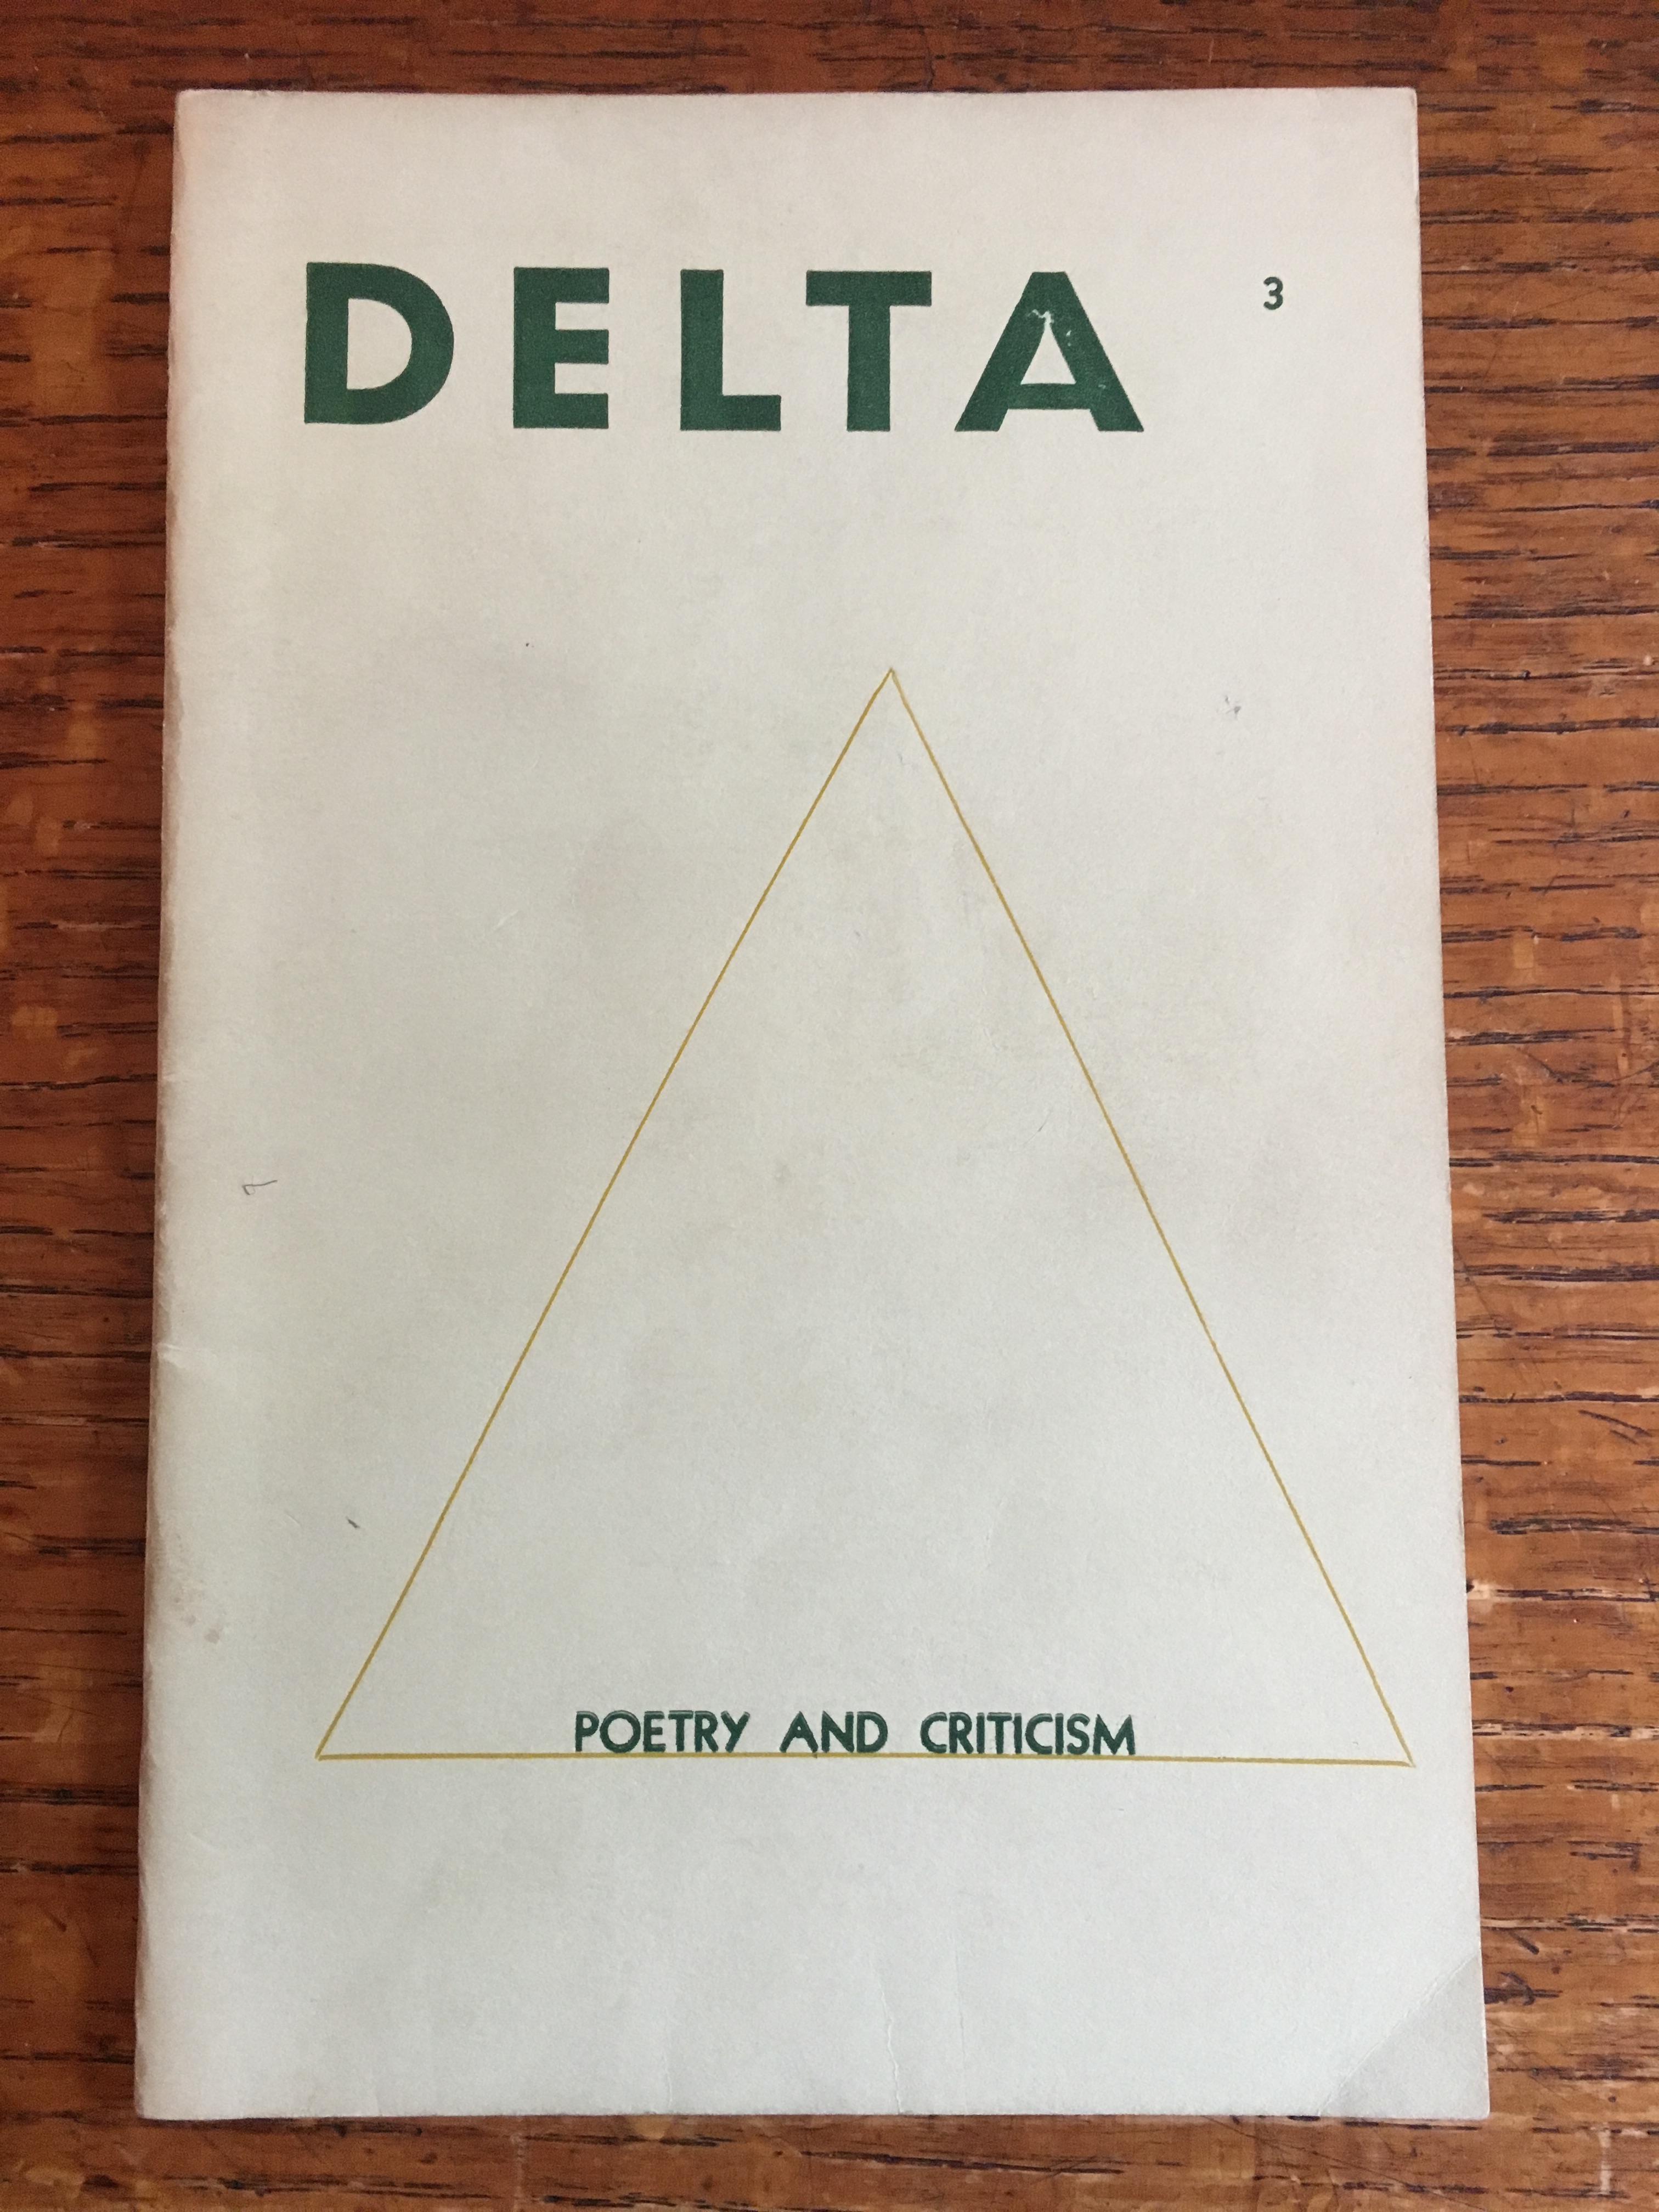 DELTA 3
POETRY AND CRITICISM